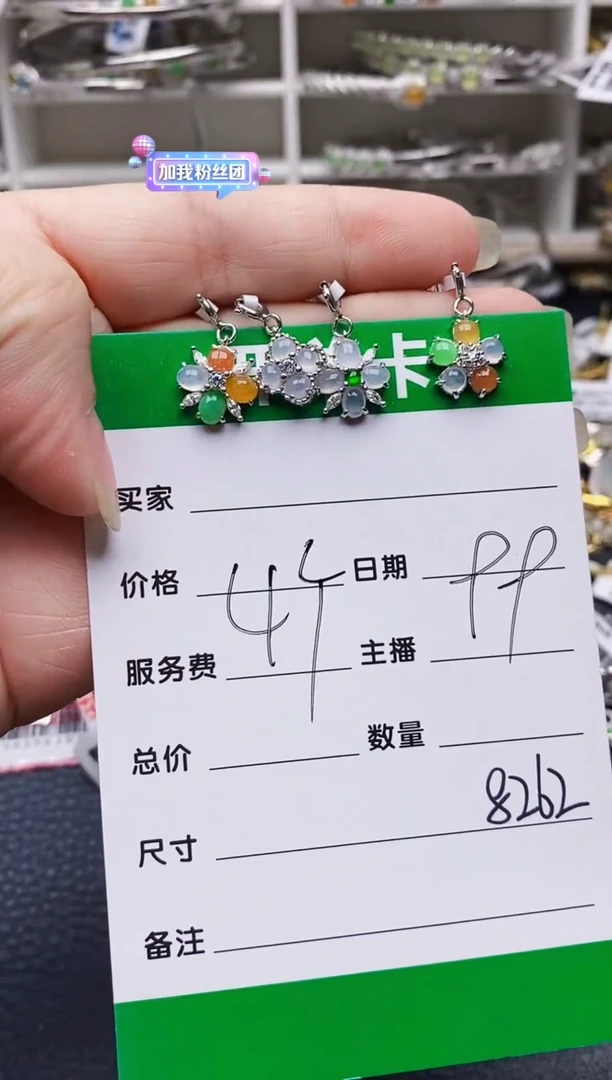 加我粉丝团
卡
买家
价格 日期
服务费 主播
总价 数量
8262
尺寸
备注